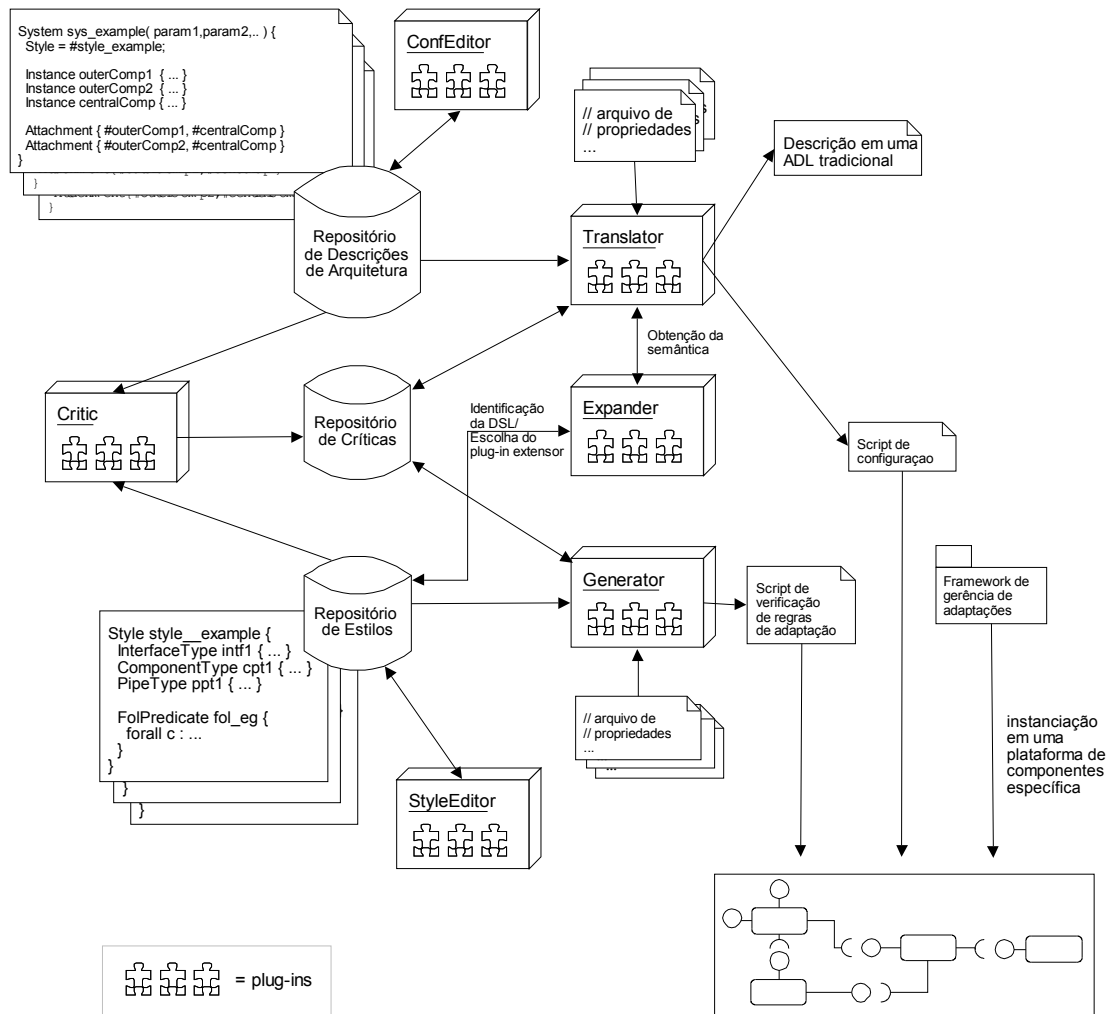 System sys_example( param1,param2,.. ) {
Style = #style_example;
Instance outerComp1 { ... }
Instance outerComp2 { ... }
Instance centralComp { ... }
Attachment { #outerComp1, #centralComp }
Attachment { #outerComp2, #centralComp }
}
}
}
ConfEditor
// arquivo de
// propriedades
...
Descrição em uma
ADL tradicional
Repositório
de Descrições
de Arquitetura
Translator
Obtenção da
semântica
Critic
Repositório
de Críticas
Identificação
da DSL/
Escolha do
plug-in extensor
Expander
Script de
configuraçao
Repositório
de Estilos
Generator
Script de
verificação
de regras
de adaptação
Framework de
gerência de
adaptações
Style style__example {
InterfaceType intf1 { ... }
ComponentType cpt1 { ... }
PipeType ppt1 { ... }
FolPredicate fol_eg {
forall c : ...
}
}
}
}
}
// arquivo de
// propriedades
...
...
instanciação
em uma
plataforma de
componentes
específica
StyleEditor
= plug-ins